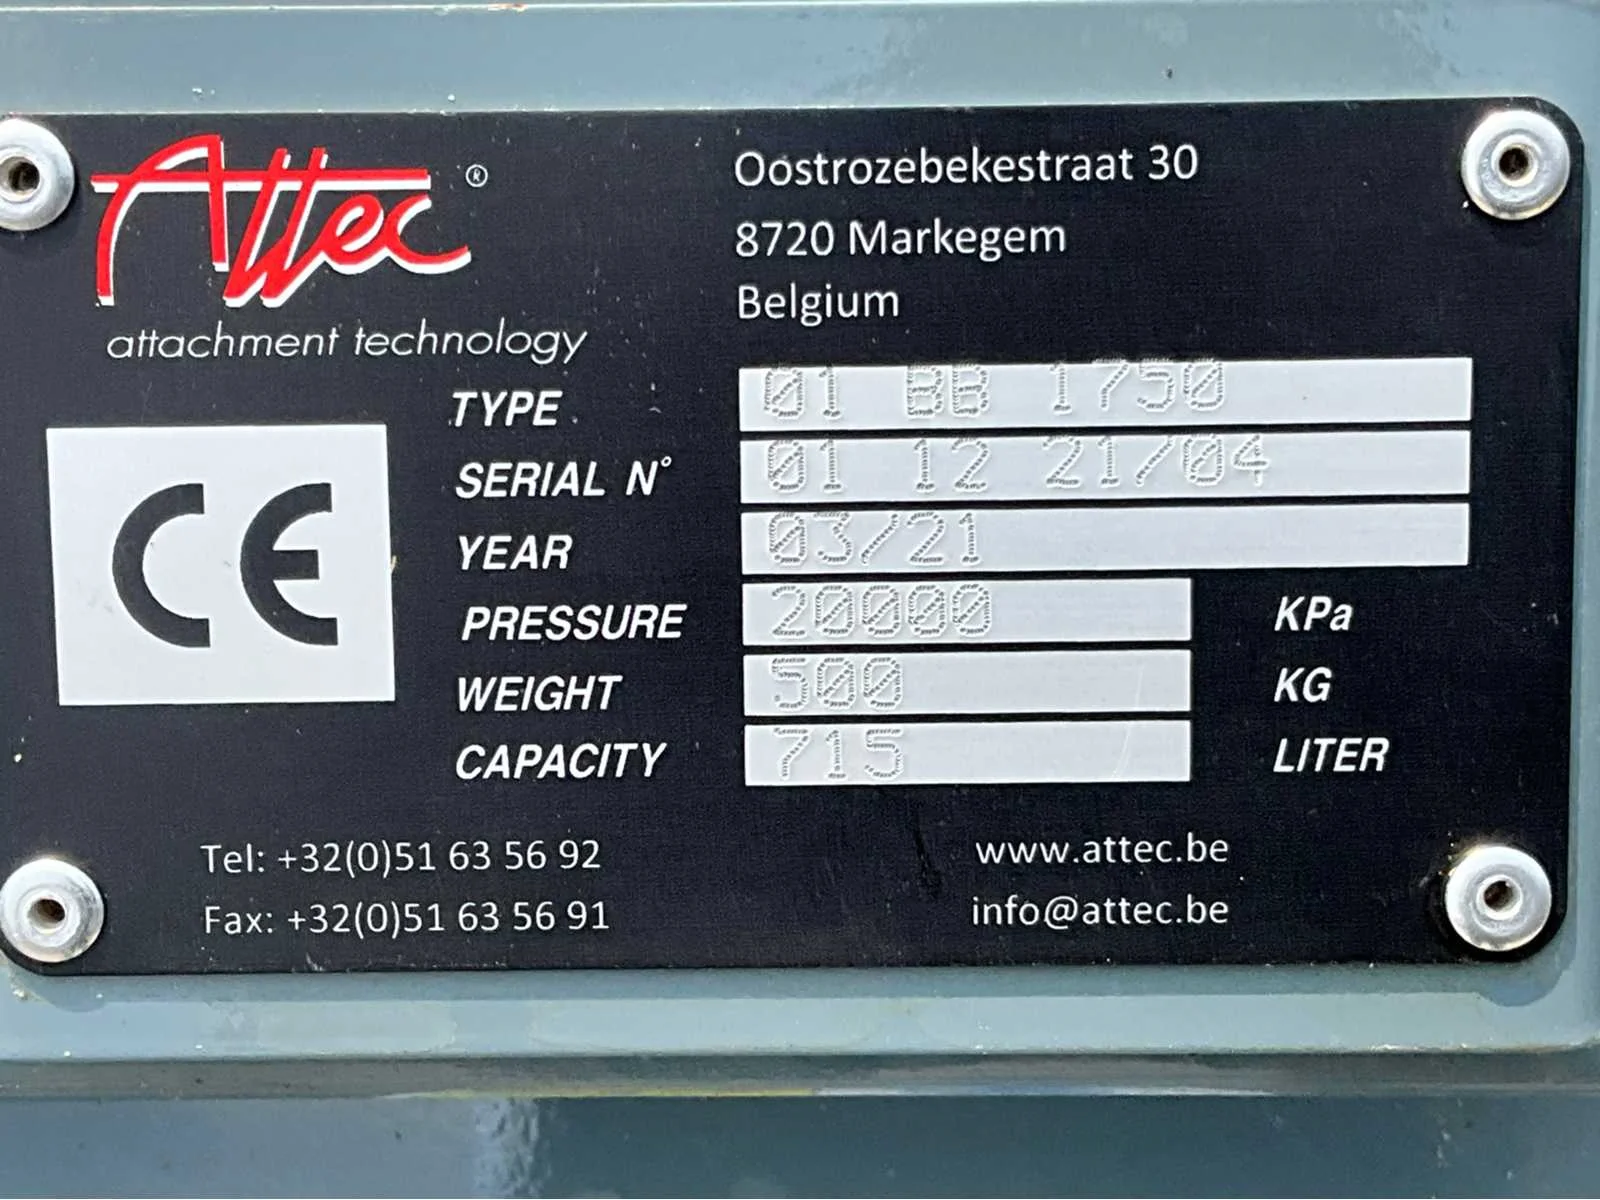 Attec ®
attachment technology
Oostrozebekestraat 30
8720 Markegem
Belgium
CE
TYPE 01 BB 1750
SERIAL N° 01 12 21/04
YEAR 03/21
PRESSURE 20000 KPa
WEIGHT 500 KG
CAPACITY 715 LITER
Tel: +32(0)51 63 56 92
Fax: +32(0)51 63 56 91
www.attec.be
info@attec.be